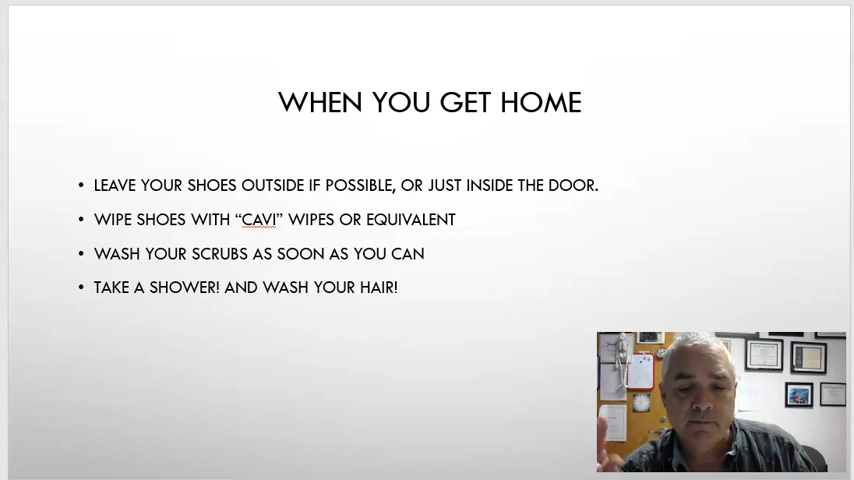 WHEN YOU GET HOME
• LEAVE YOUR SHOES OUTSIDE IF POSSIBLE, OR JUST INSIDE THE DOOR.
• WIPE SHOES WITH “CAVI” WIPES OR EQUIVALENT
• WASH YOUR SCRUBS AS SOON AS YOU CAN
• TAKE A SHOWER! AND WASH YOUR HAIR!